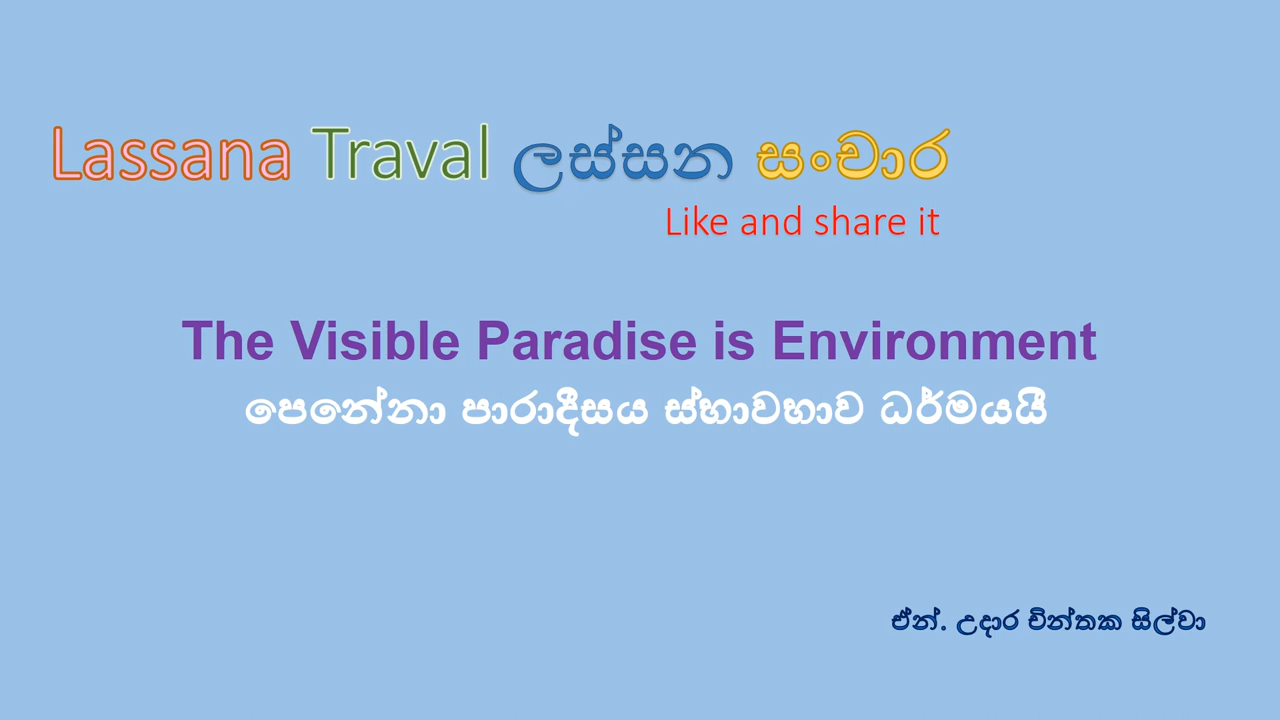 Lassana Traval ලස්සන සංචාර
Like and share it
The Visible Paradise is Environment
පෙනේනා පාරාදීසය ස්භාවභාව ධර්මයයී
ඒන්. උදාර චින්තක සිල්වා